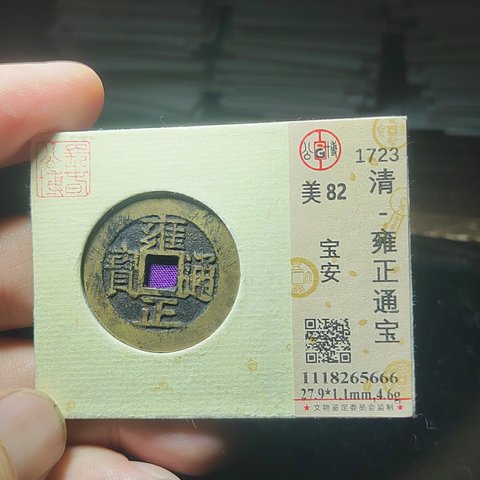 雍正通寶
1723
清-雍正通宝
美82
宝安
1118265666
27.9*1.1mm,4.6g
★文物鉴定委员会监制★